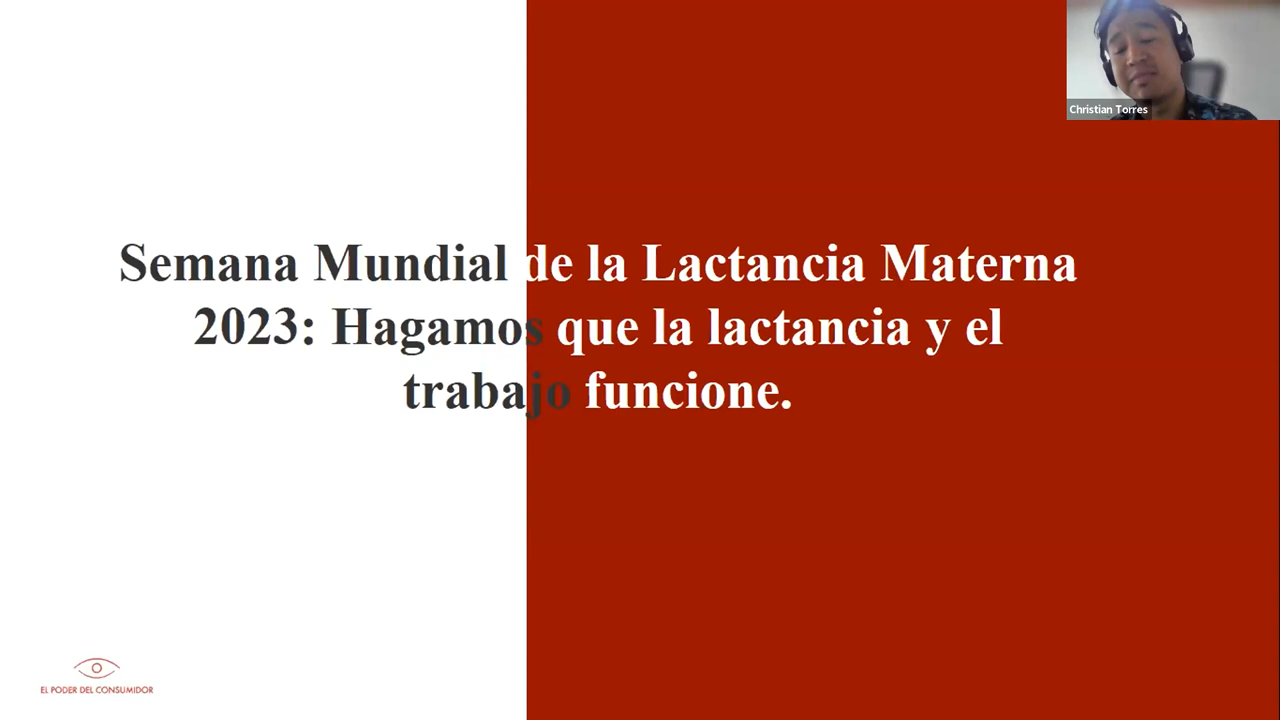 Christian Torres
Semana Mundial de la Lactancia Materna
2023: Hagamos que la lactancia y el
trabajo funcione.
EL PODER DEL CONSUMIDOR